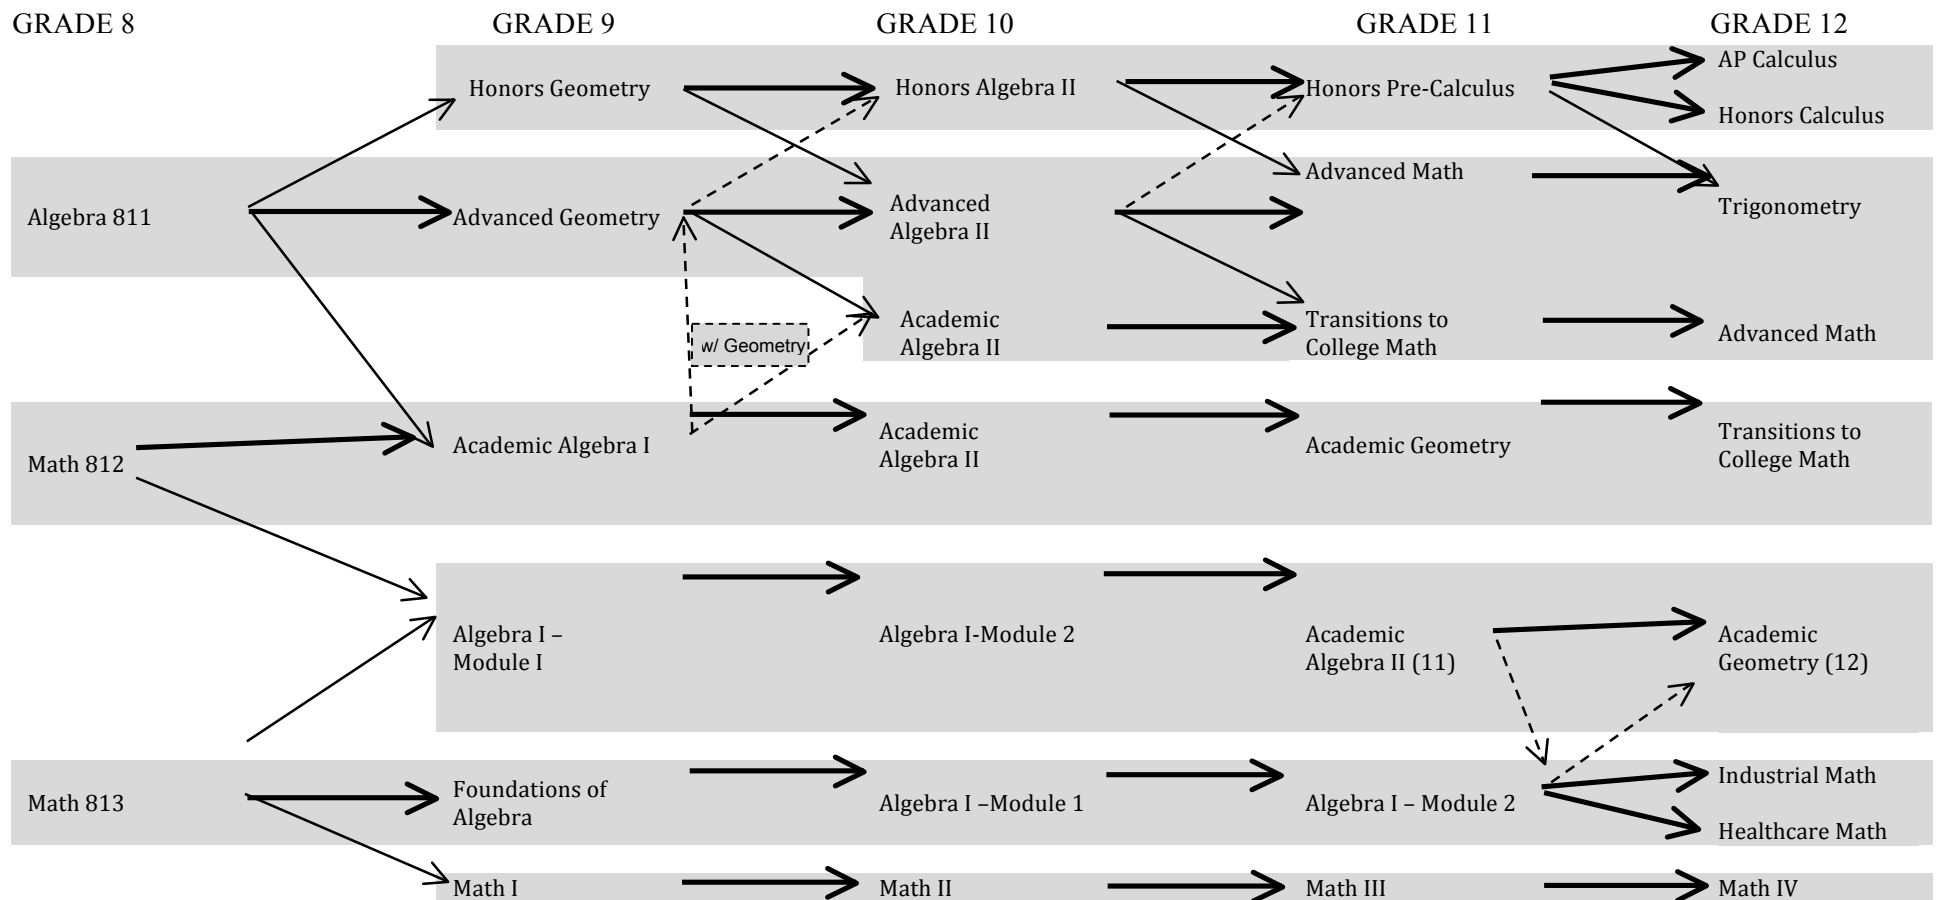 GRADE 8 GRADE 9 GRADE 10 GRADE 11 GRADE 12
AP Calculus
Honors Geometry Honors Algebra II Honors Pre-Calculus
Honors Calculus
Advanced Math
Algebra 811 Advanced Geometry Advanced
Algebra II
Trigonometry
Academic
Algebra II
Transitions to
College Math
Advanced Math
w/ Geometry
Math 812
Academic Algebra I
Academic
Algebra II
Academic Geometry
Transitions to
College Math
Algebra I –
Module I
Algebra I-Module 2
Academic
Algebra II (11)
Academic
Geometry (12)
Math 813
Foundations of
Algebra
Algebra I –Module 1
Algebra I – Module 2
Industrial Math
Healthcare Math
Math I Math II Math III Math IV